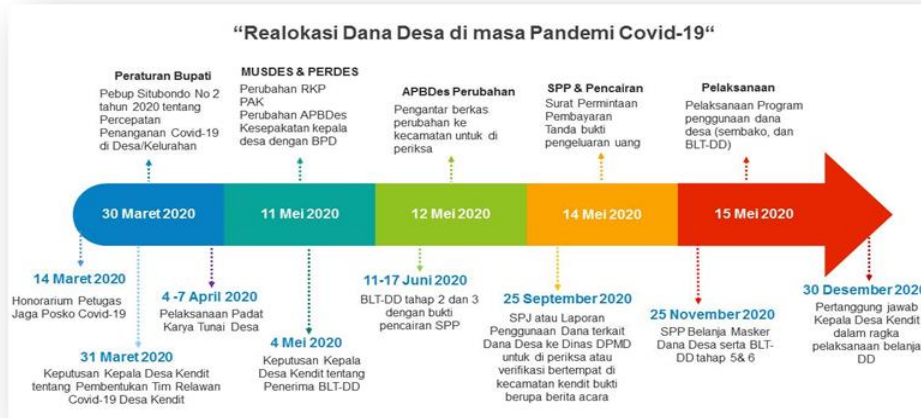 “Realokasi Dana Desa di masa Pandemi Covid-19“
Peraturan Bupati
Pebup Situbondo No 2
tahun 2020 tentang
Percepatan
Penanganan Covid-19
di Desa/Kelurahan
MUSDES & PERDES
Perubahan RKP
PAK
Perubahan APBDes
Kesepakatan kepala
desa dengan BPD
APBDes Perubahan
Pengantar berkas
perubahan ke
kecamatan untuk di
periksa
SPP & Pencairan
Surat Permintaan
Pembayaran
Tanda bukti
pengeluaran uang
Pelaksanaan
Pelaksanaan Program
penggunaan dana
desa (sembako, dan
BLT-DD)
30 Maret 2020
11 Mei 2020
12 Mei 2020
14 Mei 2020
15 Mei 2020
14 Maret 2020
Honorarium Petugas
Jaga Posko Covid-19
31 Maret 2020
Keputusan Kepala Desa Kendit
tentang Pembentukan Tim Relawan
Covid-19 Desa Kendit
4 -7 April 2020
Pelaksanaan Padat
Karya Tunai Desa
4 Mei 2020
Keputusan Kepala
Desa Kendit tentang
Penerima BLT-DD
11-17 Juni 2020
BLT-DD tahap 2 dan 3
dengan bukti
pencairan SPP
25 September 2020
SPJ atau Laporan
Penggunaan Dana terkait
Dana Desa ke Dinas DPMD
untuk di periksa atau
verifikasi bertempat di
kecamatan kendit bukti
berupa berita acara
25 November 2020
SPP Belanja Masker
Dana Desa serta BLT-
DD tahap 5& 6
30 Desember 2020
Pertanggung jawab
Kepala Desa Kendit
dalam ragka
pelaksanaan belanja
DD